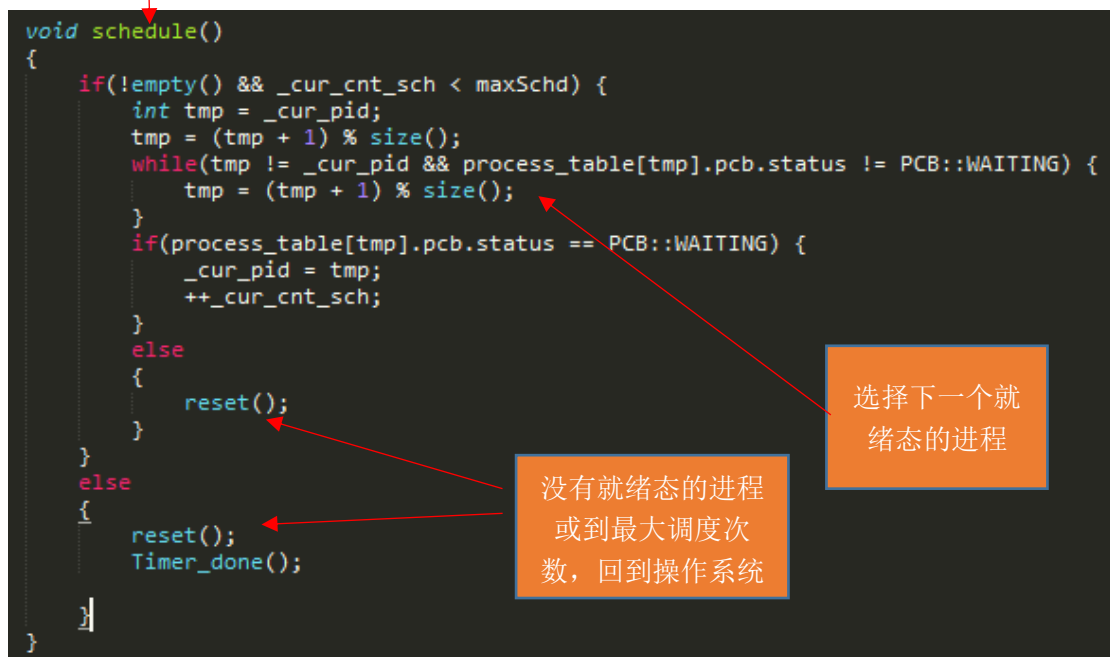 void schedule()
{
    if(!empty() && _cur_cnt_sch < maxSchd) {
        int tmp = _cur_pid;
        tmp = (tmp + 1) % size();
        while(tmp != _cur_pid && process_table[tmp].pcb.status != PCB::WAITING) {
            tmp = (tmp + 1) % size();
        }
        if(process_table[tmp].pcb.status == PCB::WAITING) {
            _cur_pid = tmp;
            ++_cur_cnt_sch;
        }
        else
        {
            reset();
        }
    }
    else
    {
        reset();
        Timer_done();

    }
}
选择下一个就
绪态的进程
没有就绪态的进程
或到最大调度次
数，回到操作系统